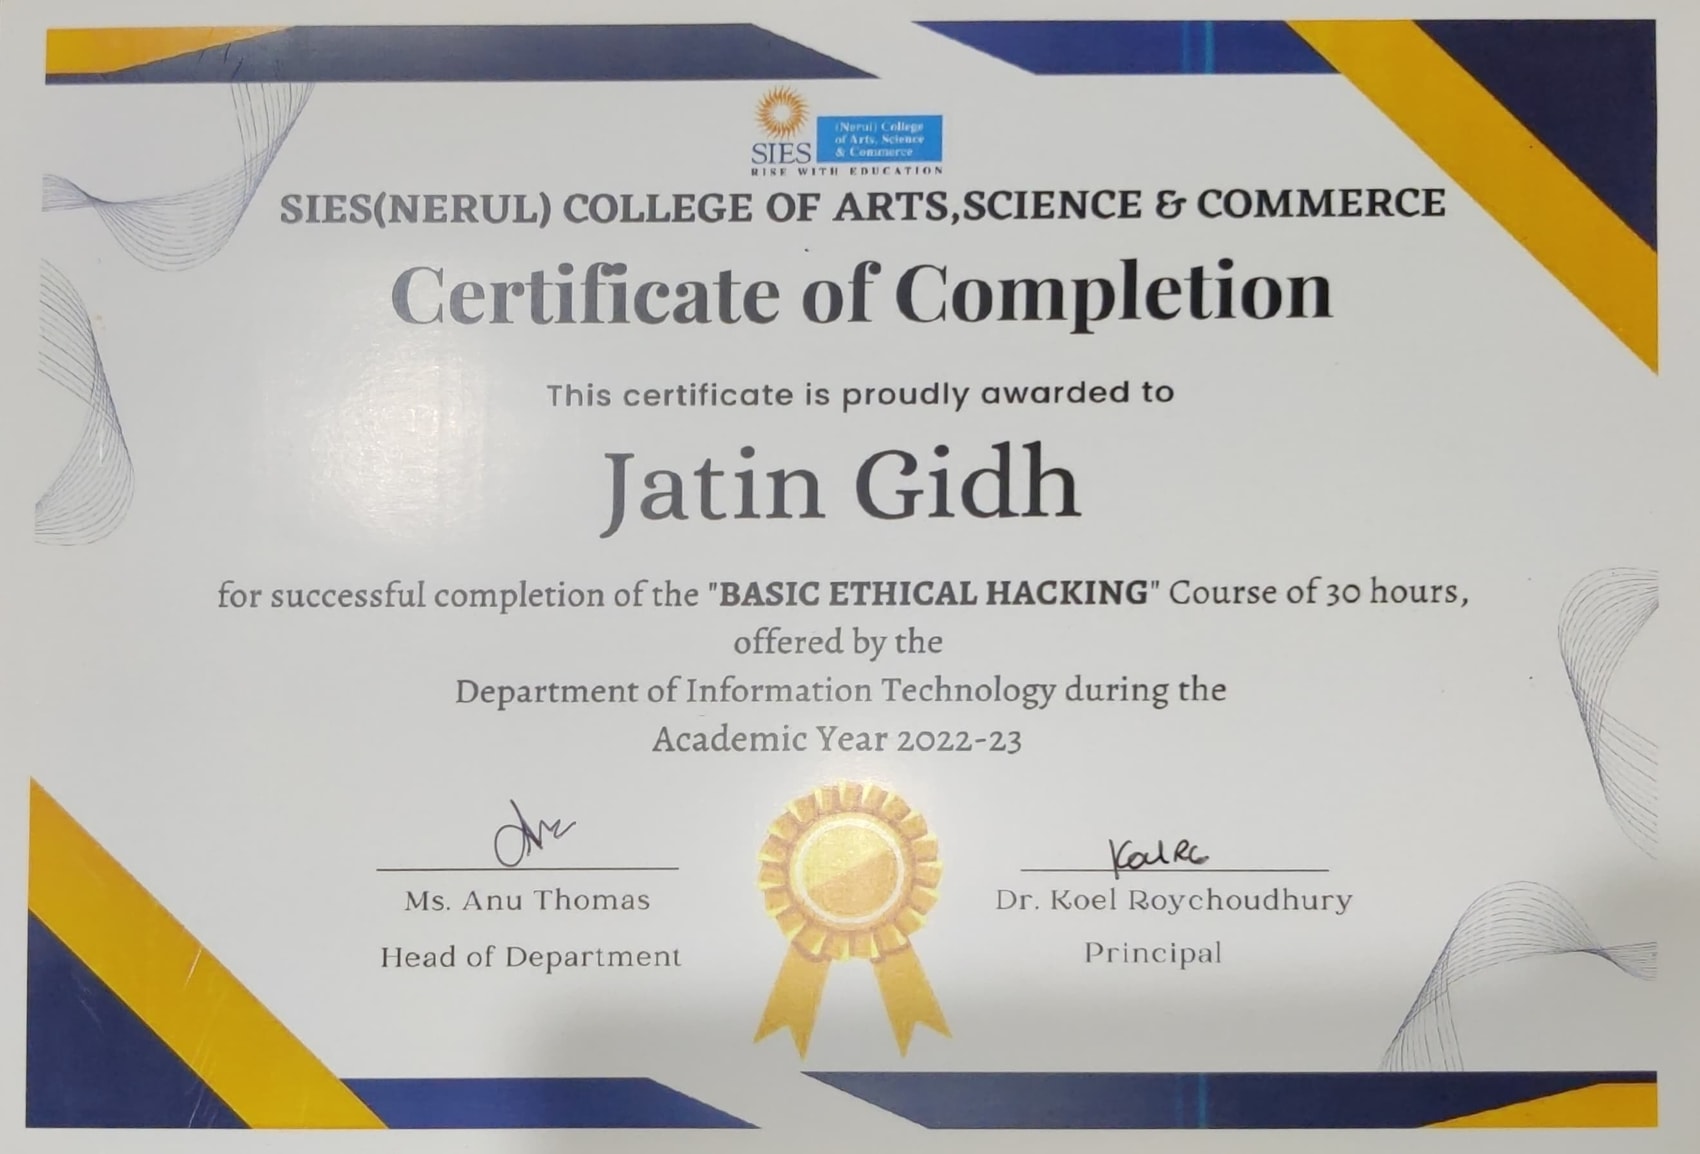 (Nerul) College
of Arts, Science
& Commerce
SIES
RISE WITH EDUCATION
SIES(NERUL) COLLEGE OF ARTS,SCIENCE & COMMERCE
Certificate of Completion
This certificate is proudly awarded to
Jatin Gidh
for successful completion of the "BASIC ETHICAL HACKING" Course of 30 hours,
offered by the
Department of Information Technology during the
Academic Year 2022-23
Ms. Anu Thomas
Head of Department
Dr. Koel Roychoudhury
Principal